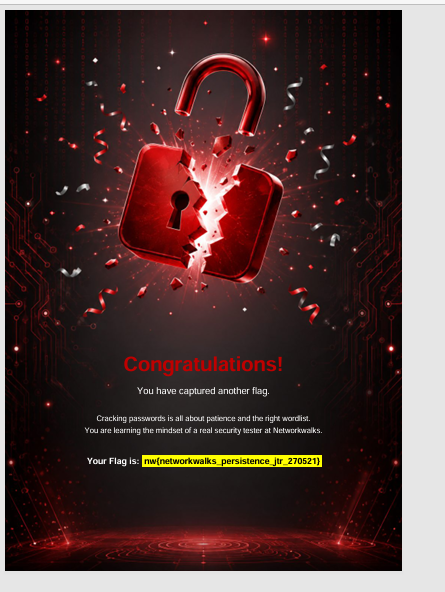 Congratulations!
You have captured another flag.
Cracking passwords is all about patience and the right wordlist.
You are learning the mindset of a real security tester at Networkwalks.
Your Flag is: nw{networkwalks_persistence_jtr_270521}